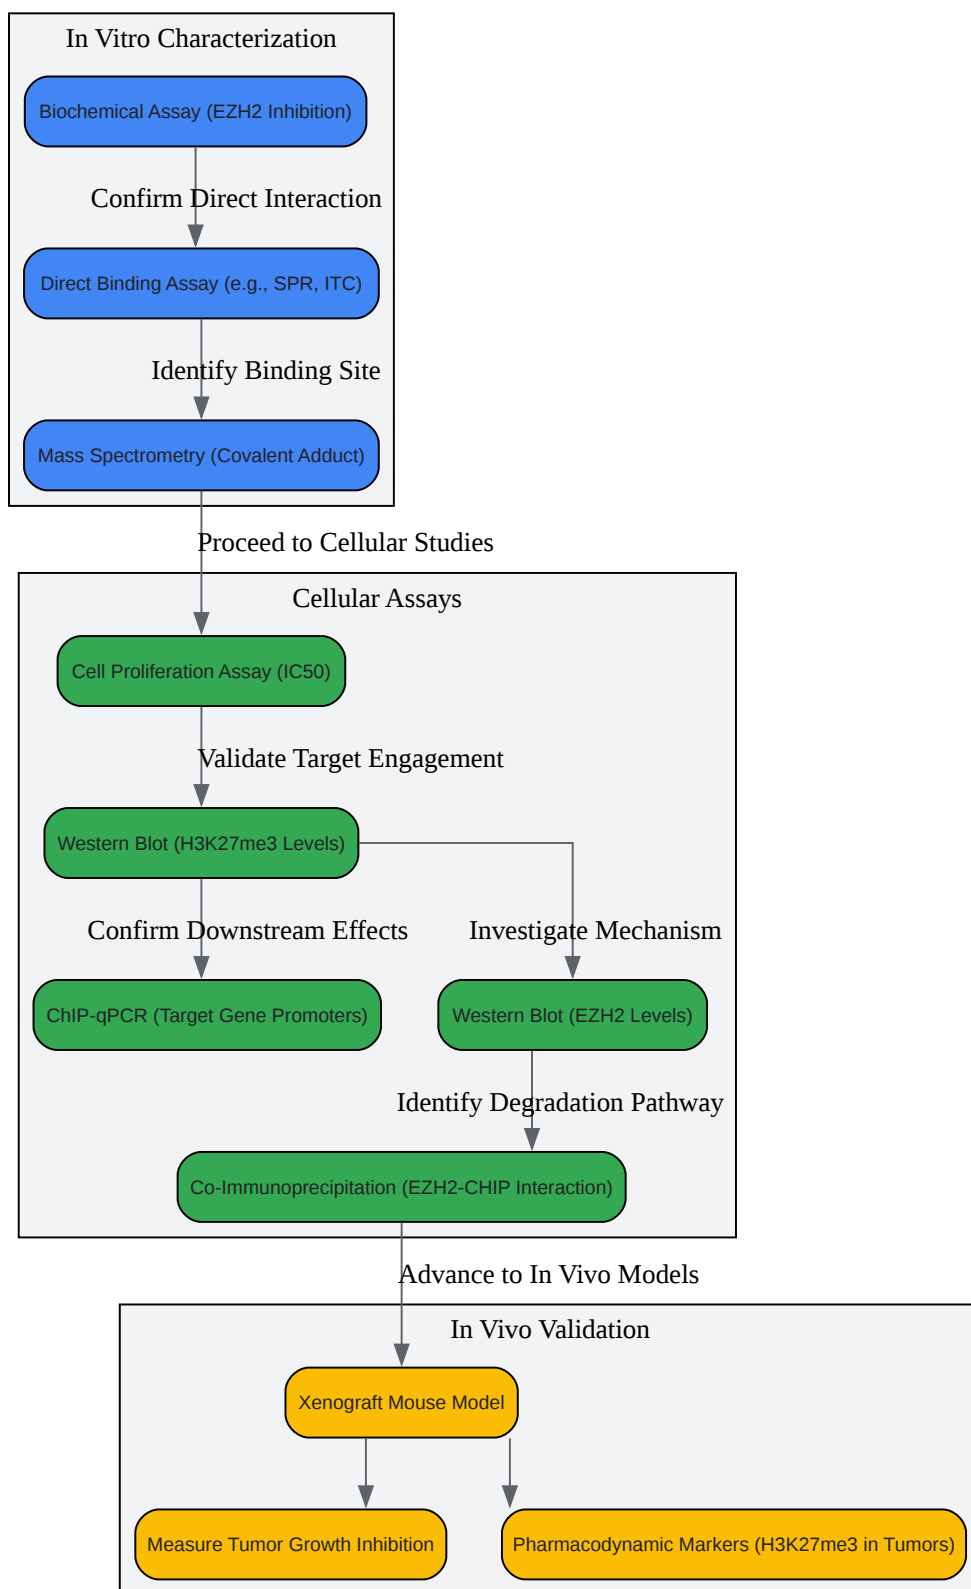 In Vitro Characterization
Biochemical Assay (EZH2 Inhibition)
Confirm Direct Interaction
Direct Binding Assay (e.g., SPR, ITC)
Identify Binding Site
Mass Spectrometry (Covalent Adduct)
Proceed to Cellular Studies
Cellular Assays
Cell Proliferation Assay (IC50)
Validate Target Engagement
Western Blot (H3K27me3 Levels)
Confirm Downstream Effects
Investigate Mechanism
ChIP-qPCR (Target Gene Promoters)
Western Blot (EZH2 Levels)
Identify Degradation Pathway
Co-Immunoprecipitation (EZH2-CHIP Interaction)
Advance to In Vivo Models
In Vivo Validation
Xenograft Mouse Model
Measure Tumor Growth Inhibition
Pharmacodynamic Markers (H3K27me3 in Tumors)